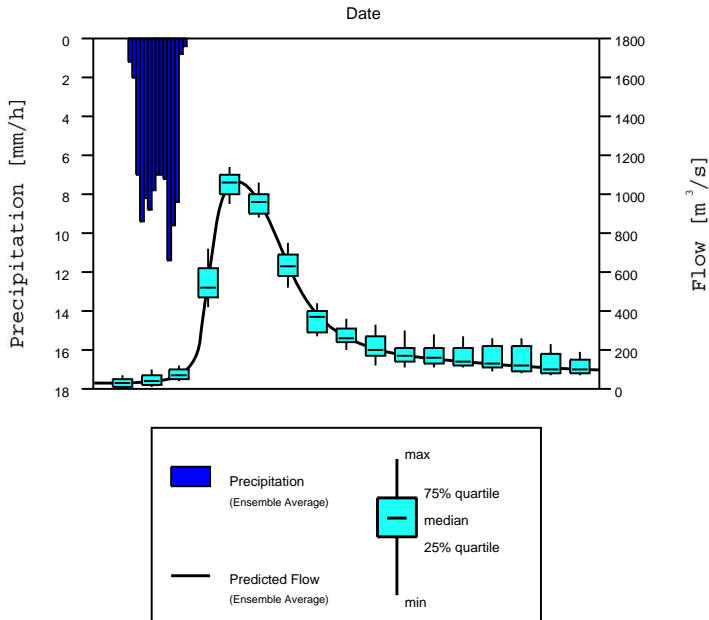 Date
0
2
4
6
8
10
12
14
16
18
Precipitation [mm/h]
1800
1600
1400
1200
1000
800
600
400
200
0
Flow [m³/s]
Precipitation
(Ensemble Average)
Predicted Flow
(Ensemble Average)
max
75% quartile
median
25% quartile
min